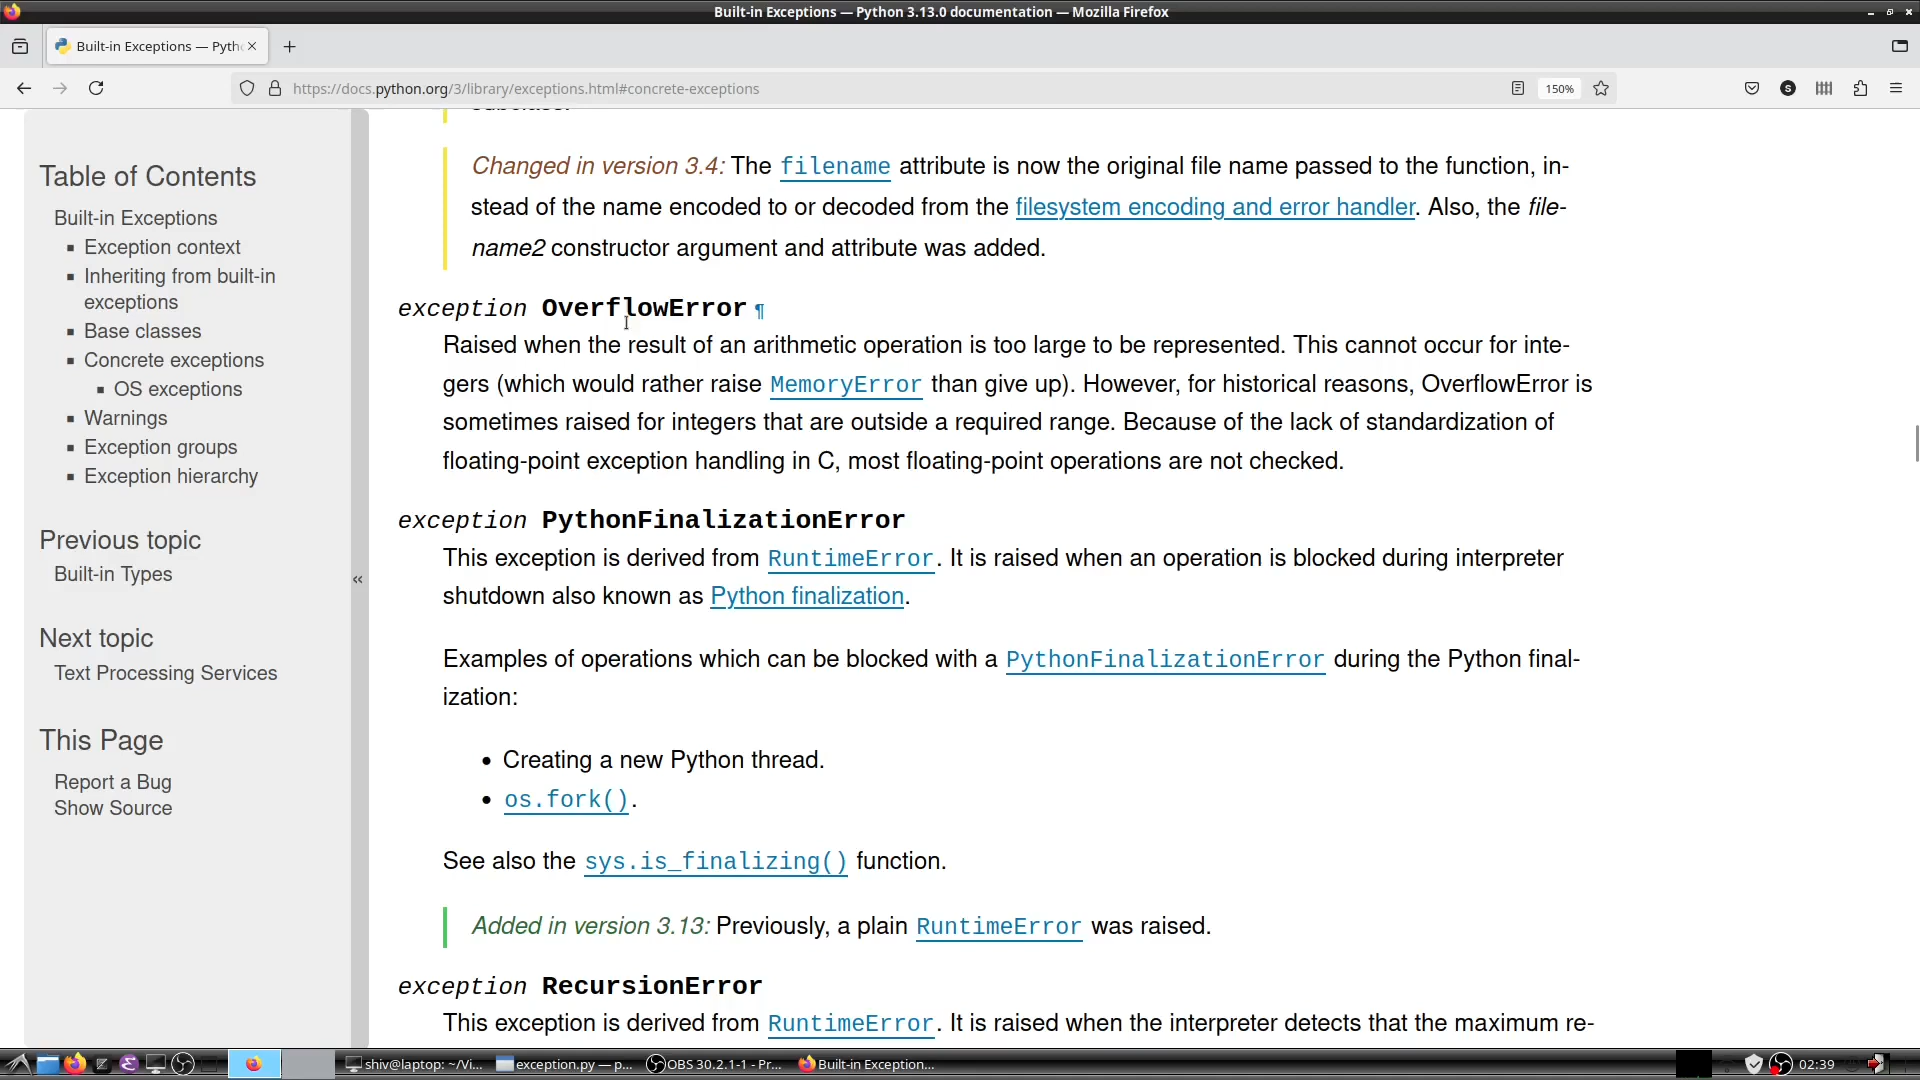 Built-in Exceptions — Python 3.13.0 documentation — Mozilla Firefox
Built-in Exceptions — Pyth
https://docs.python.org/3/library/exceptions.html#concrete-exceptions
150%
S
Table of Contents
Built-in Exceptions
Exception context
Inheriting from built-in
exceptions
Base classes
Concrete exceptions
OS exceptions
Warnings
Exception groups
Exception hierarchy
Previous topic
Built-in Types
Next topic
Text Processing Services
This Page
Report a Bug
Show Source
«
subclass.
Changed in version 3.4: The filename attribute is now the original file name passed to the function, in-
stead of the name encoded to or decoded from the filesystem encoding and error handler. Also, the file-
name2 constructor argument and attribute was added.
exception OverflowError ¶
Raised when the result of an arithmetic operation is too large to be represented. This cannot occur for inte-
gers (which would rather raise MemoryError than give up). However, for historical reasons, OverflowError is
sometimes raised for integers that are outside a required range. Because of the lack of standardization of
floating-point exception handling in C, most floating-point operations are not checked.
exception PythonFinalizationError
This exception is derived from RuntimeError. It is raised when an operation is blocked during interpreter
shutdown also known as Python finalization.
Examples of operations which can be blocked with a PythonFinalizationError during the Python final-
ization:
• Creating a new Python thread.
• os.fork().
See also the sys.is_finalizing() function.
Added in version 3.13: Previously, a plain RuntimeError was raised.
exception RecursionError
This exception is derived from RuntimeError. It is raised when the interpreter detects that the maximum re-
shiv@laptop: ~/Vi...
exception.py — p...
OBS 30.2.1-1 - Pr...
Built-in Exception...
02:39